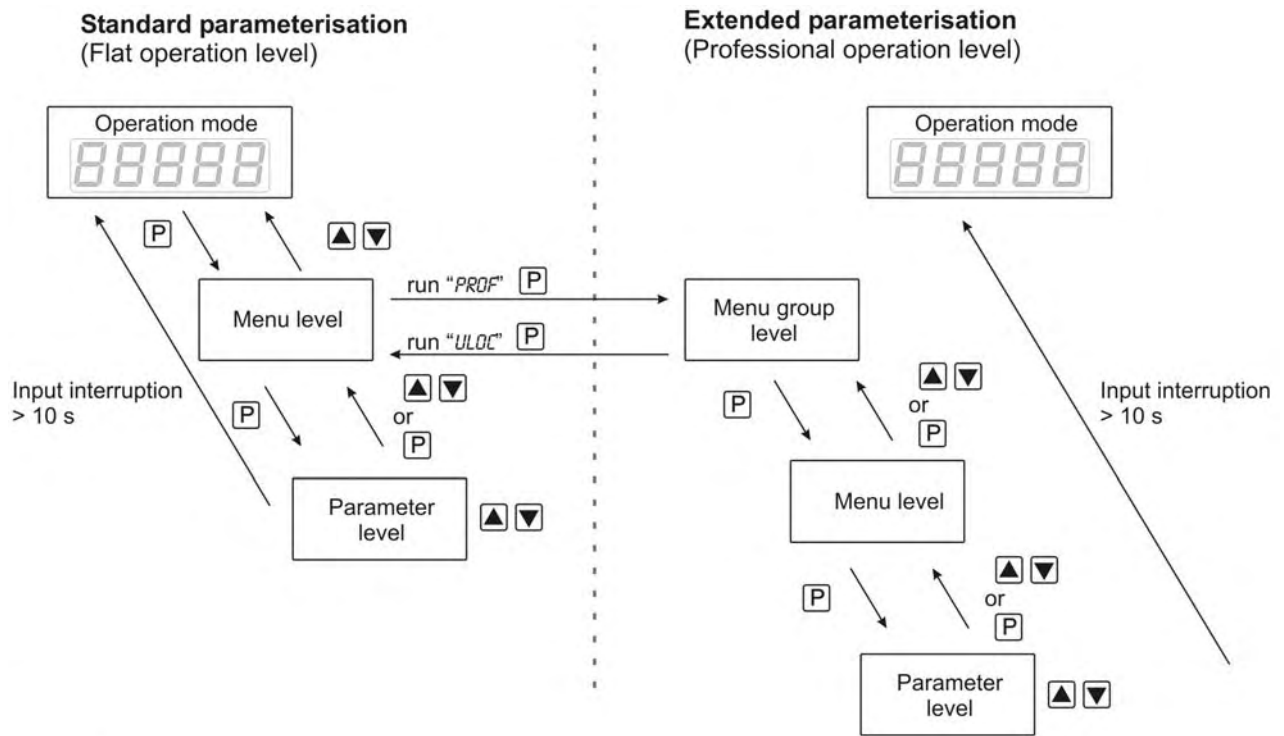 Standard parameterisation
(Flat operation level)
Operation mode
88888
P
▲ ▼
Menu level
run "PROF" P
run "ULOC" P
Input interruption
> 10 s
P
▲ ▼
or
P
Parameter
level
▲ ▼
Extended parameterisation
(Professional operation level)
Operation mode
88888
Menu group
level
P
▲ ▼
or
P
Input interruption
> 10 s
Menu level
P
▲ ▼
or
P
Parameter
level
▲ ▼